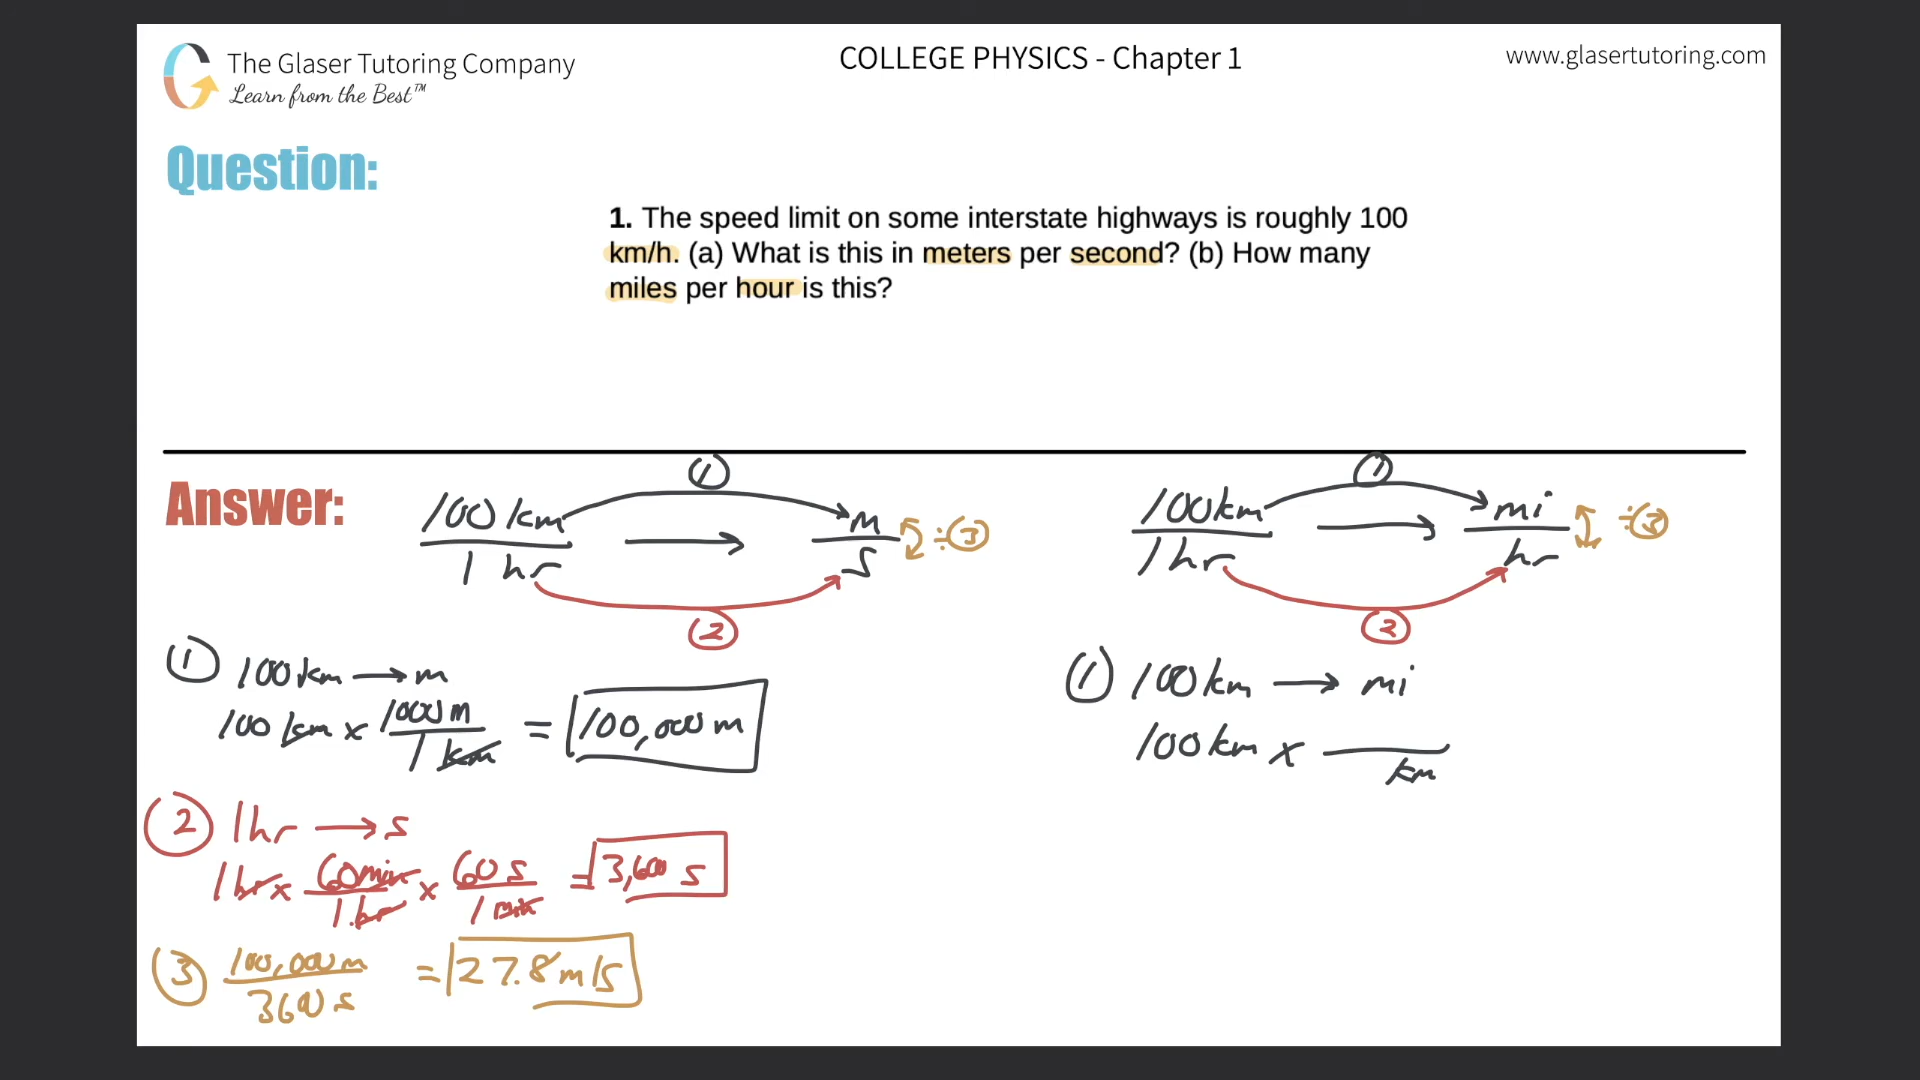 The Glaser Tutoring Company
Learn from the Best™
COLLEGE PHYSICS - Chapter 1
www.glasertutoring.com
Question:
1. The speed limit on some interstate highways is roughly 100
km/h. (a) What is this in meters per second? (b) How many
miles per hour is this?
Answer:
①
100 km
1 hr
m
s
÷③
②
① 100 km → m
100 km x 1000 m / 1 km = 100,000 m
② 1 hr → s
1 hr x 60 min / 1 hr x 60 s / 1 min = 3,600 s
③ 100,000 m / 3600 s = 27.8 m/s
①
100 km
1 hr
mi
hr
÷③
②
① 100 km → mi
100 km x
km